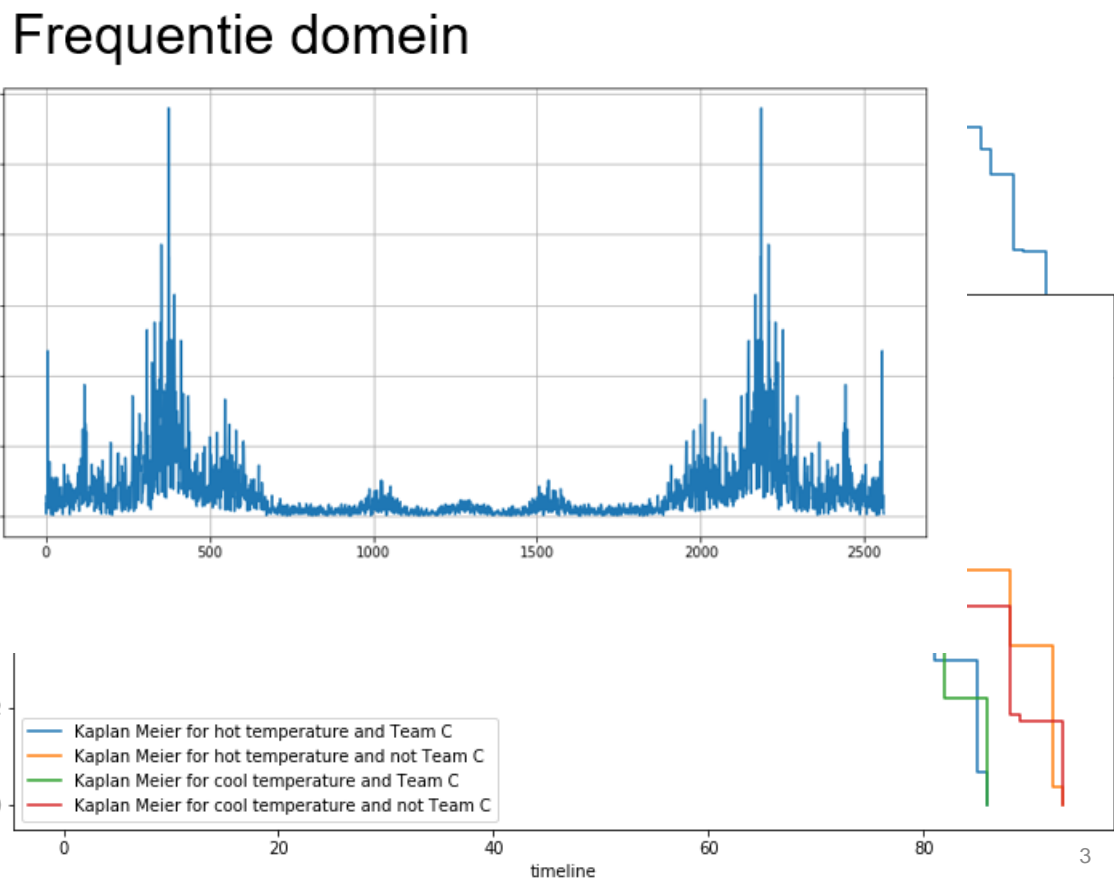 Frequentie domein
0 500 1000 1500 2000 2500
Kaplan Meier for hot temperature and Team C
Kaplan Meier for hot temperature and not Team C
Kaplan Meier for cool temperature and Team C
Kaplan Meier for cool temperature and not Team C
0 20 40 60 80
timeline
3